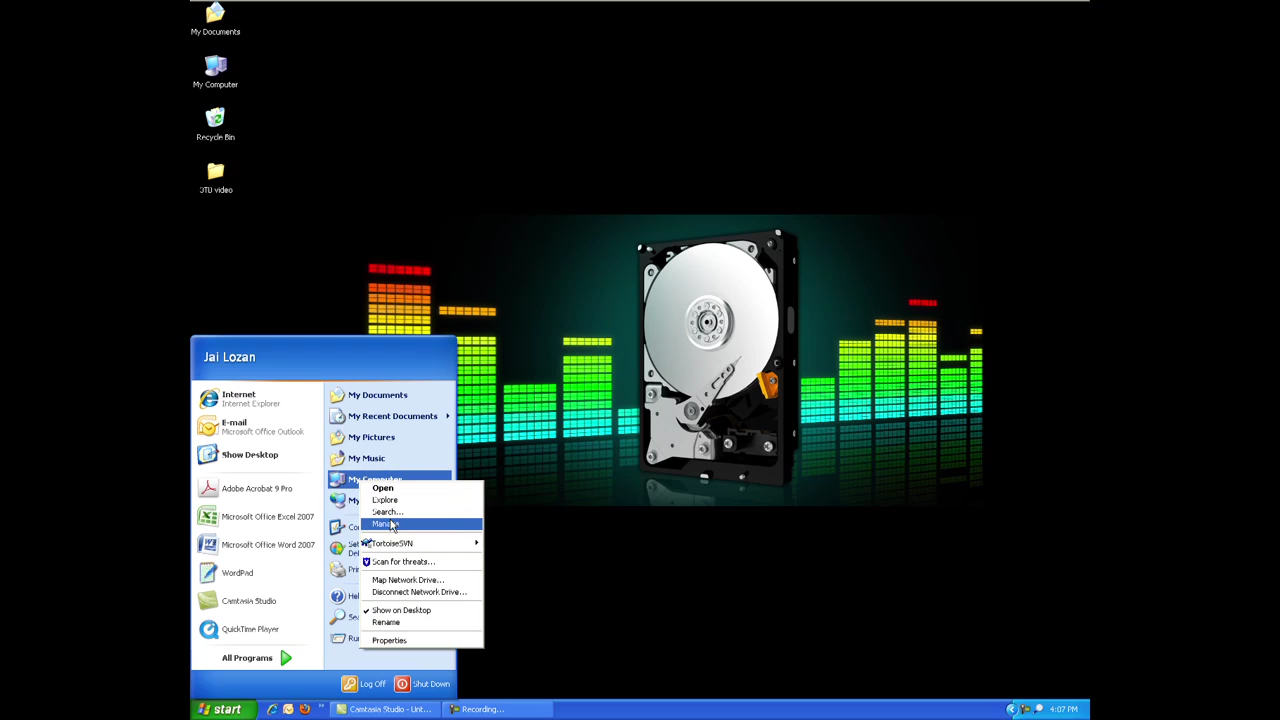 My Documents
My Computer
Recycle Bin
OTD video
Jai Lozan
Internet
Internet Explorer
E-mail
Microsoft Office Outlook
Show Desktop
Adobe Acrobat 9 Pro
Microsoft Office Excel 2007
Microsoft Office Word 2007
WordPad
Camtasia Studio
QuickTime Player
All Programs
My Documents
My Recent Documents
My Pictures
My Music
My Computer
My
Open
Explore
Search...
TortoiseSVN
Scan for threats...
Map Network Drive...
Disconnect Network Drive...
Show on Desktop
Rename
Properties
Log Off
Shut Down
start
Camtasia Studio - Unt...
Recording...
4:07 PM